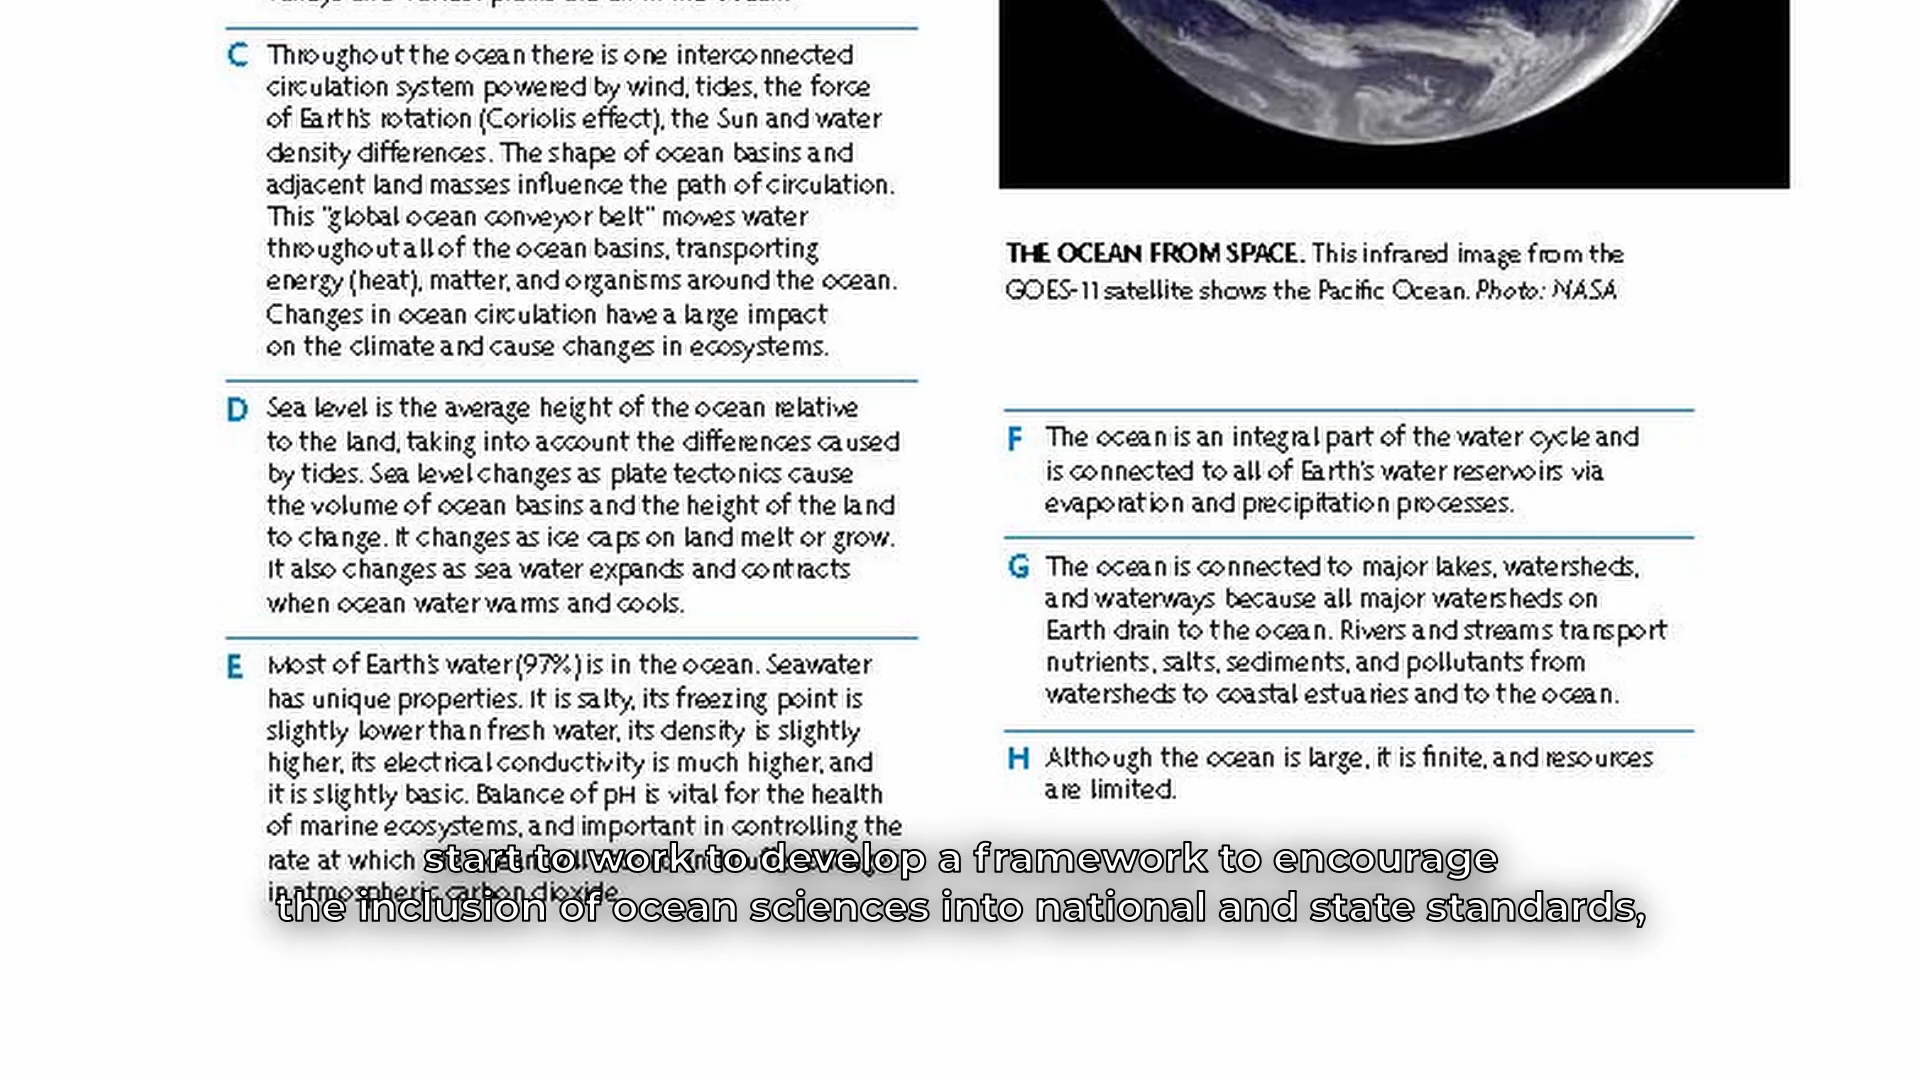 C Throughout the ocean there is one interconnected
circulation system powered by wind, tides, the force
of Earth's rotation (Coriolis effect), the Sun and water
density differences. The shape of ocean basins and
adjacent land masses influence the path of circulation.
This "global ocean conveyor belt" moves water
throughout all of the ocean basins, transporting
energy (heat), matter, and organisms around the ocean.
Changes in ocean circulation have a large impact
on the climate and cause changes in ecosystems.
D Sea level is the average height of the ocean relative
to the land, taking into account the differences caused
by tides. Sea level changes as plate tectonics cause
the volume of ocean basins and the height of the land
to change. It changes as ice caps on land melt or grow.
It also changes as sea water expands and contracts
when ocean water warms and cools.
E Most of Earth's water (97%) is in the ocean. Seawater
has unique properties. It is salty, its freezing point is
slightly lower than fresh water, its density is slightly
higher, its electrical conductivity is much higher, and
it is slightly basic. Balance of pH is vital for the health
of marine ecosystems, and important in controlling the
rate at which
in atmospheric carbon dioxide.
THE OCEAN FROM SPACE. This infrared image from the
GOES-11 satellite shows the Pacific Ocean. Photo: NASA
F The ocean is an integral part of the water cycle and
is connected to all of Earth's water reservoirs via
evaporation and precipitation processes.
G The ocean is connected to major lakes, watersheds,
and waterways because all major watersheds on
Earth drain to the ocean. Rivers and streams transport
nutrients, salts, sediments, and pollutants from
watersheds to coastal estuaries and to the ocean.
H Although the ocean is large, it is finite, and resources
are limited.
start to work to develop a framework to encourage
the inclusion of ocean sciences into national and state standards,